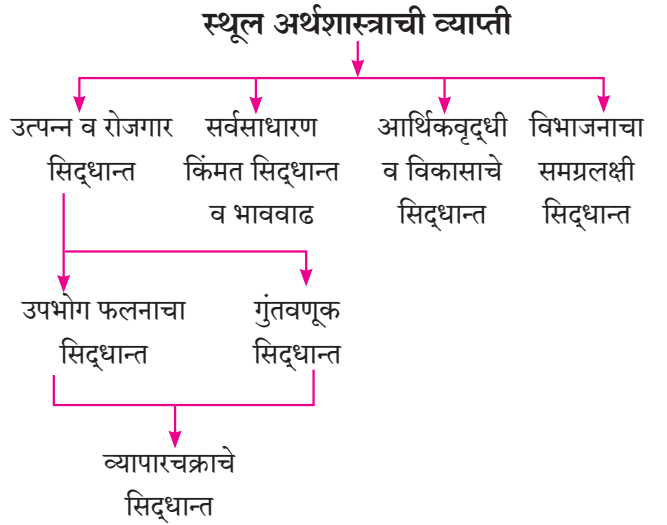 स्थूल अर्थशास्त्राची व्याप्ती
उत्पन्न व रोजगार
सिद्धान्त
सर्वसाधारण
किंमत सिद्धान्त
व भाववाढ
आर्थिकवृद्धी
व विकासाचे
सिद्धान्त
विभाजनाचा
समग्रलक्षी
सिद्धान्त
उपभोग फलनाचा
सिद्धान्त
गुंतवणूक
सिद्धान्त
व्यापारचक्राचे
सिद्धान्त